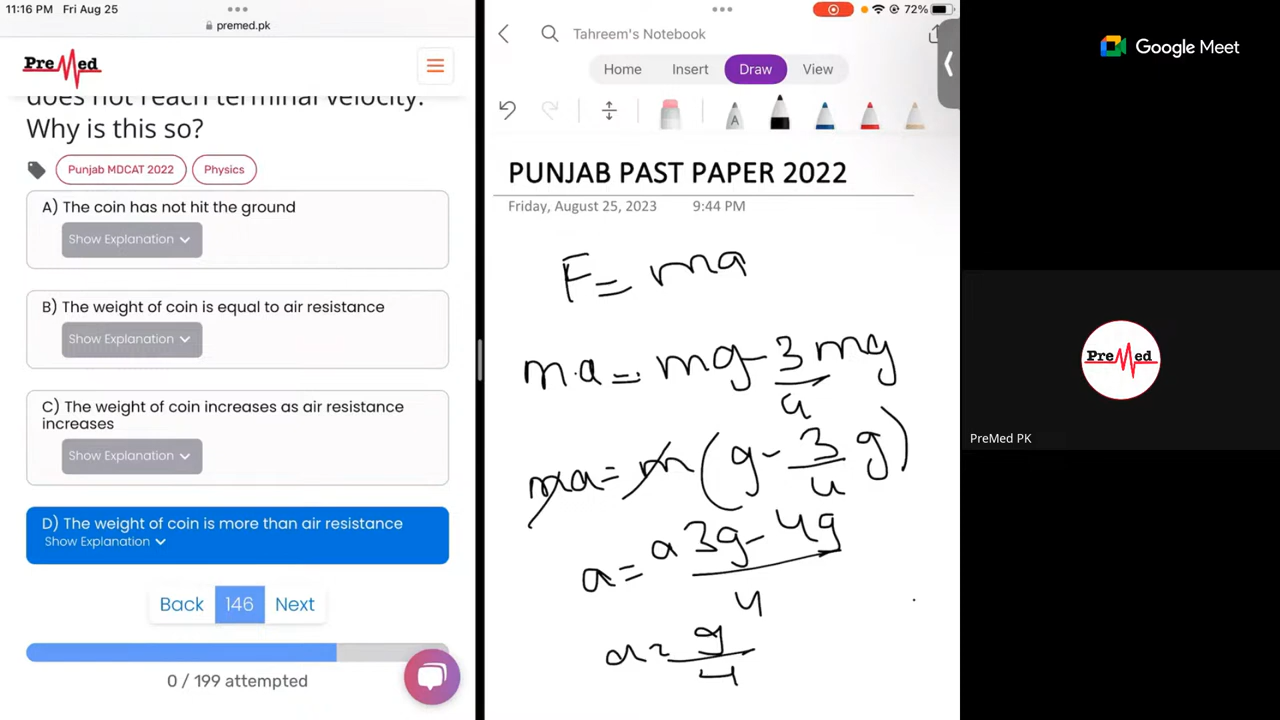 11:16 PM Fri Aug 25
premed.pk
PreMed
does not reach terminal velocity.
Why is this so?
Punjab MDCAT 2022
Physics
A) The coin has not hit the ground
Show Explanation
B) The weight of coin is equal to air resistance
Show Explanation
C) The weight of coin increases as air resistance
increases
Show Explanation
D) The weight of coin is more than air resistance
Show Explanation
Back 146 Next
0 / 199 attempted
72%
Tahreem's Notebook
Home Insert Draw View
A
PUNJAB PAST PAPER 2022
Friday, August 25, 2023 9:44 PM
F = ma
m.a = mg - 3/4 mg
ma = m (g - 3/4 g)
a = a 3g - 4g / 4
a = g/4
Google Meet
PreMed
PreMed PK